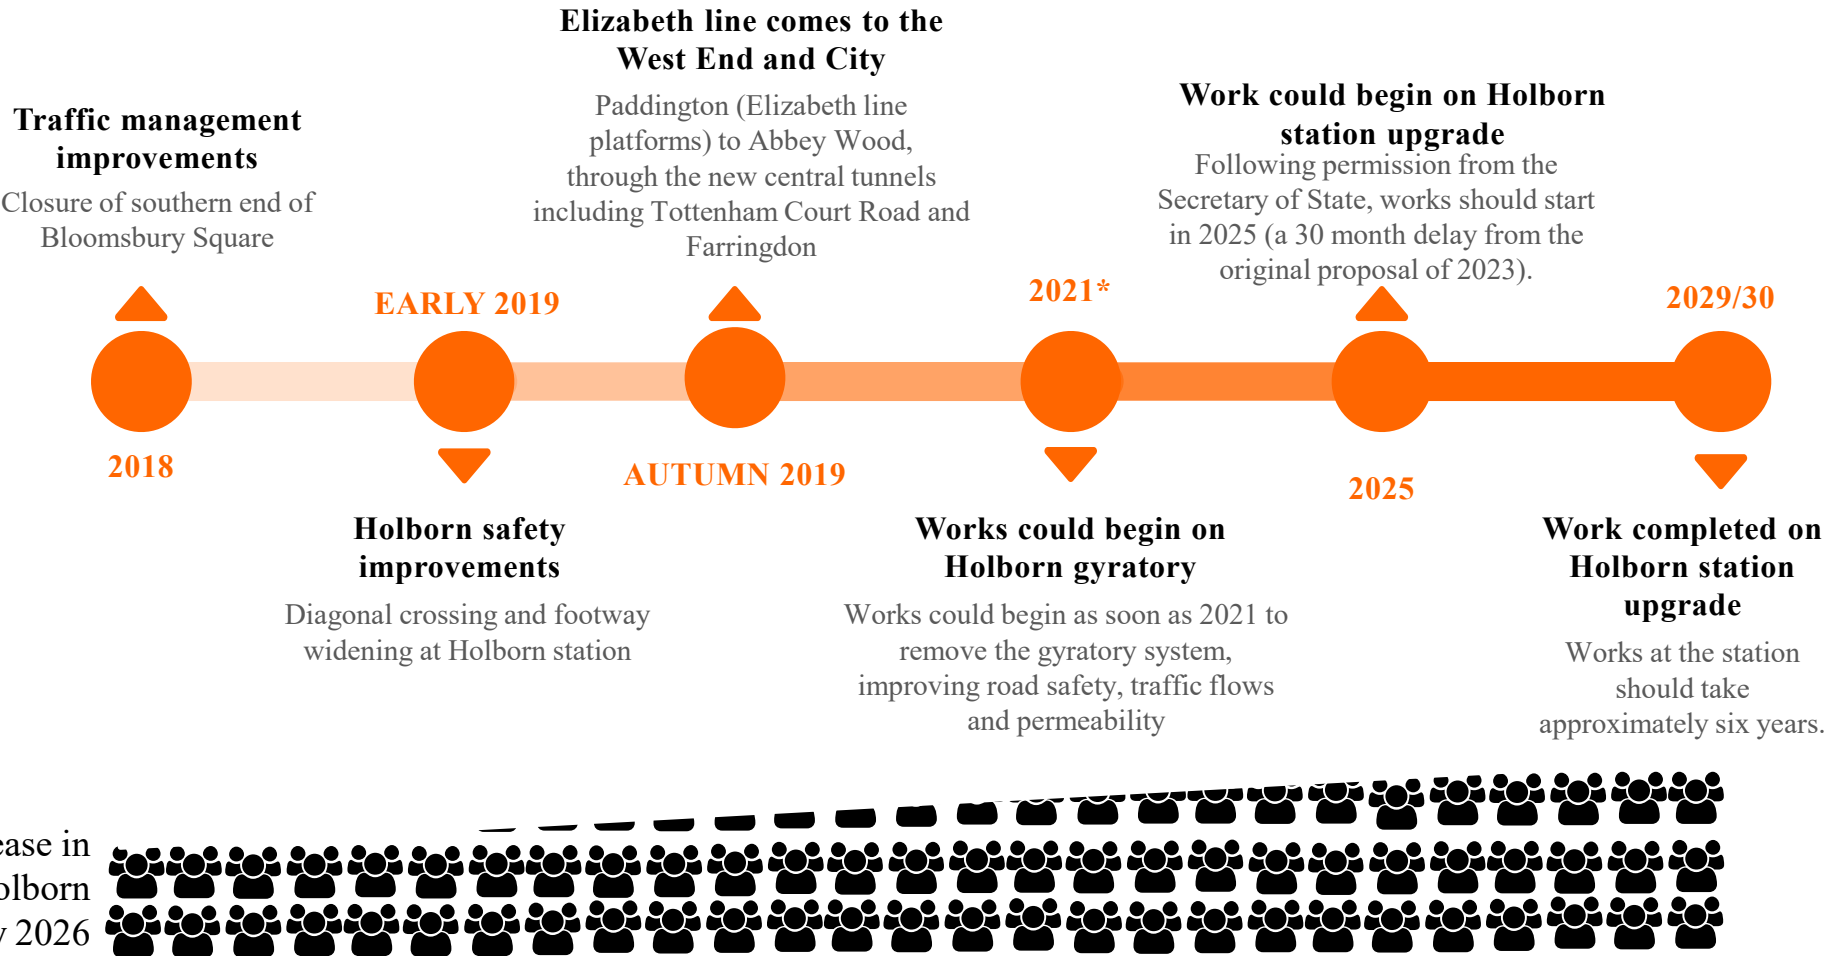 Traffic management
improvements
Closure of southern end of
Bloomsbury Square
2018
EARLY 2019
Holborn safety
improvements
Diagonal crossing and footway
widening at Holborn station
Elizabeth line comes to the
West End and City
Paddington (Elizabeth line
platforms) to Abbey Wood,
through the new central tunnels
including Tottenham Court Road and
Farringdon
AUTUMN 2019
2021*
Works could begin on
Holborn gyratory
Works could begin as soon as 2021 to
remove the gyratory system,
improving road safety, traffic flows
and permeability
Work could begin on Holborn
station upgrade
Following permission from the
Secretary of State, works should start
in 2025 (a 30 month delay from the
original proposal of 2023).
2025
2029/30
Work completed on
Holborn station
upgrade
Works at the station
should take
approximately six years.
in
2026